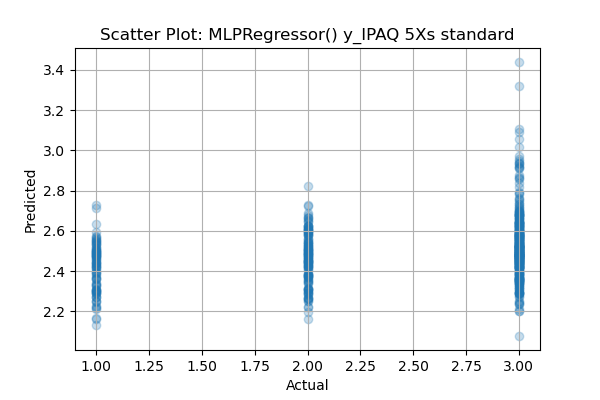 Scatter Plot: MLPRegressor() y_IPAQ 5Xs standard
3.4
3.2
3.0
2.8
2.6
2.4
2.2
Predicted
1.00 1.25 1.50 1.75 2.00 2.25 2.50 2.75 3.00
Actual